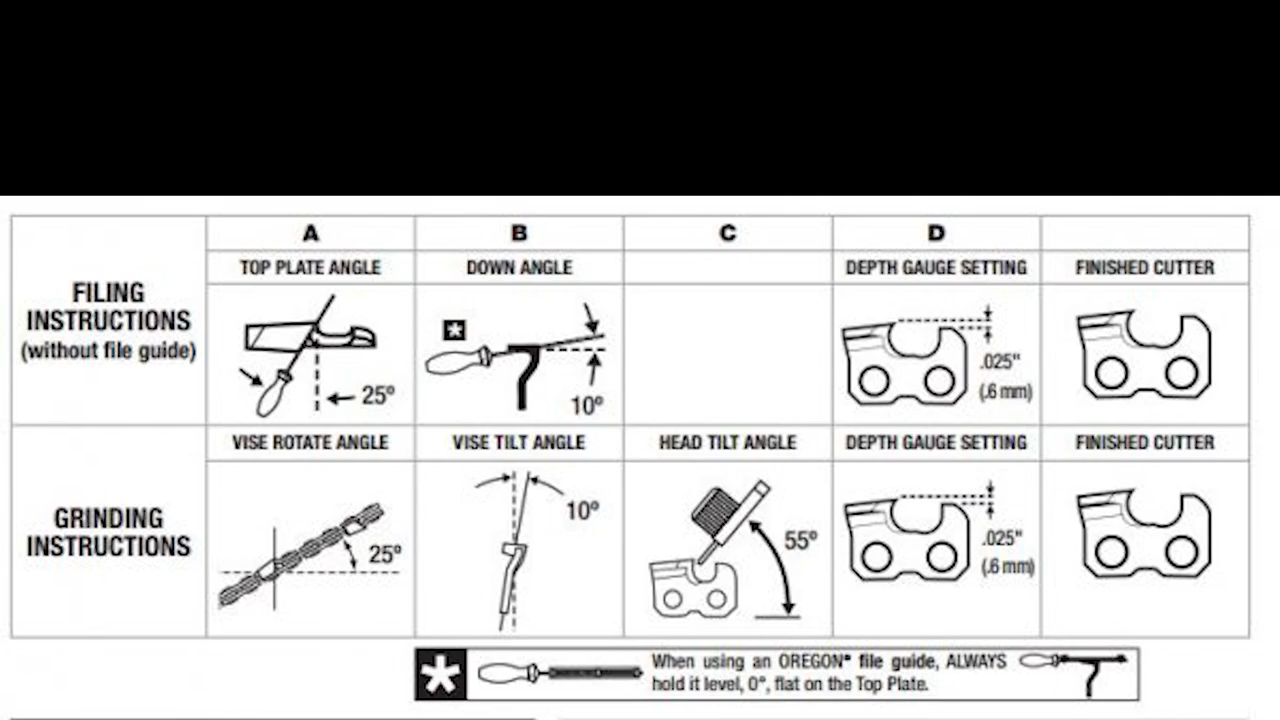 A B C D
TOP PLATE ANGLE DOWN ANGLE DEPTH GAUGE SETTING FINISHED CUTTER
FILING
INSTRUCTIONS
(without file guide)
*
25º
10º
.025"
(.6 mm)
VISE ROTATE ANGLE VISE TILT ANGLE HEAD TILT ANGLE DEPTH GAUGE SETTING FINISHED CUTTER
GRINDING
INSTRUCTIONS
25º
10º
55º
.025"
(.6 mm)
* When using an OREGON® file guide, ALWAYS
hold it level, 0°, flat on the Top Plate.